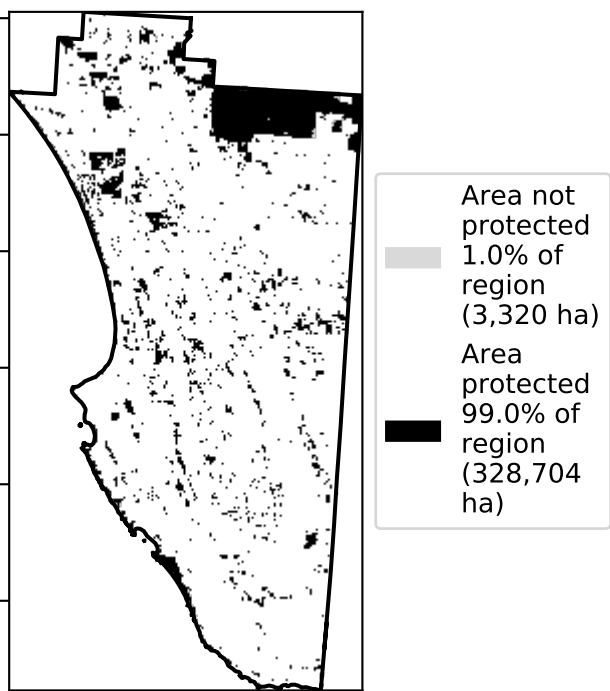 Area not
protected
1.0% of
region
(3,320 ha)
Area
protected
99.0% of
region
(328,704
ha)